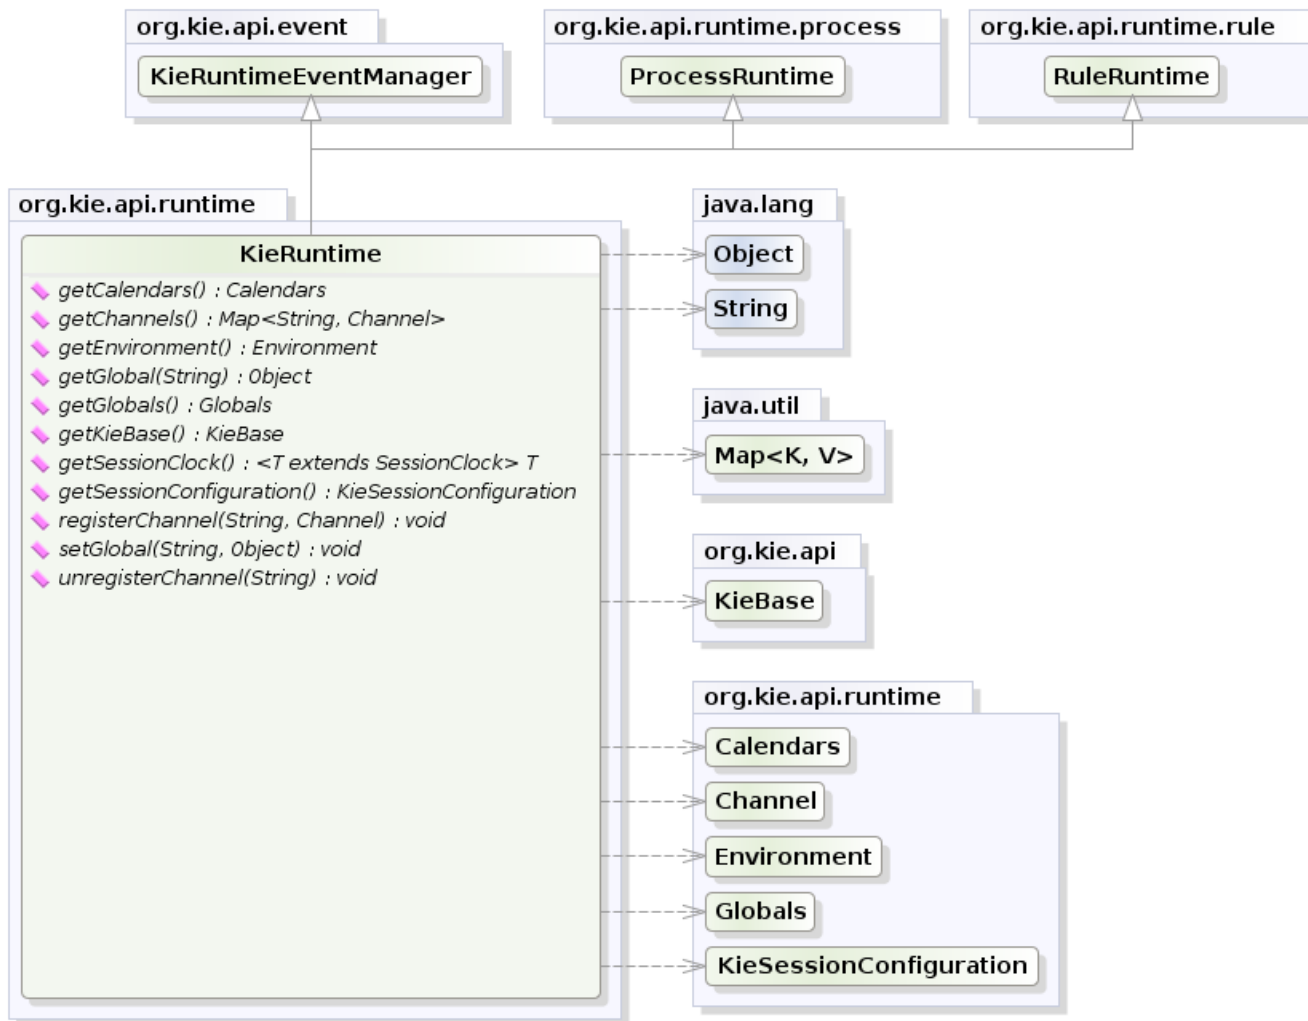 org.kie.api.event
KieRuntimeEventManager
org.kie.api.runtime.process
ProcessRuntime
org.kie.api.runtime.rule
RuleRuntime
org.kie.api.runtime
KieRuntime
getCalendars() : Calendars
getChannels() : Map<String, Channel>
getEnvironment() : Environment
getGlobal(String) : Object
getGlobals() : Globals
getKieBase() : KieBase
getSessionClock() : <T extends SessionClock> T
getSessionConfiguration() : KieSessionConfiguration
registerChannel(String, Channel) : void
setGlobal(String, Object) : void
unregisterChannel(String) : void
java.lang
Object
String
java.util
Map<K, V>
org.kie.api
KieBase
org.kie.api.runtime
Calendars
Channel
Environment
Globals
KieSessionConfiguration